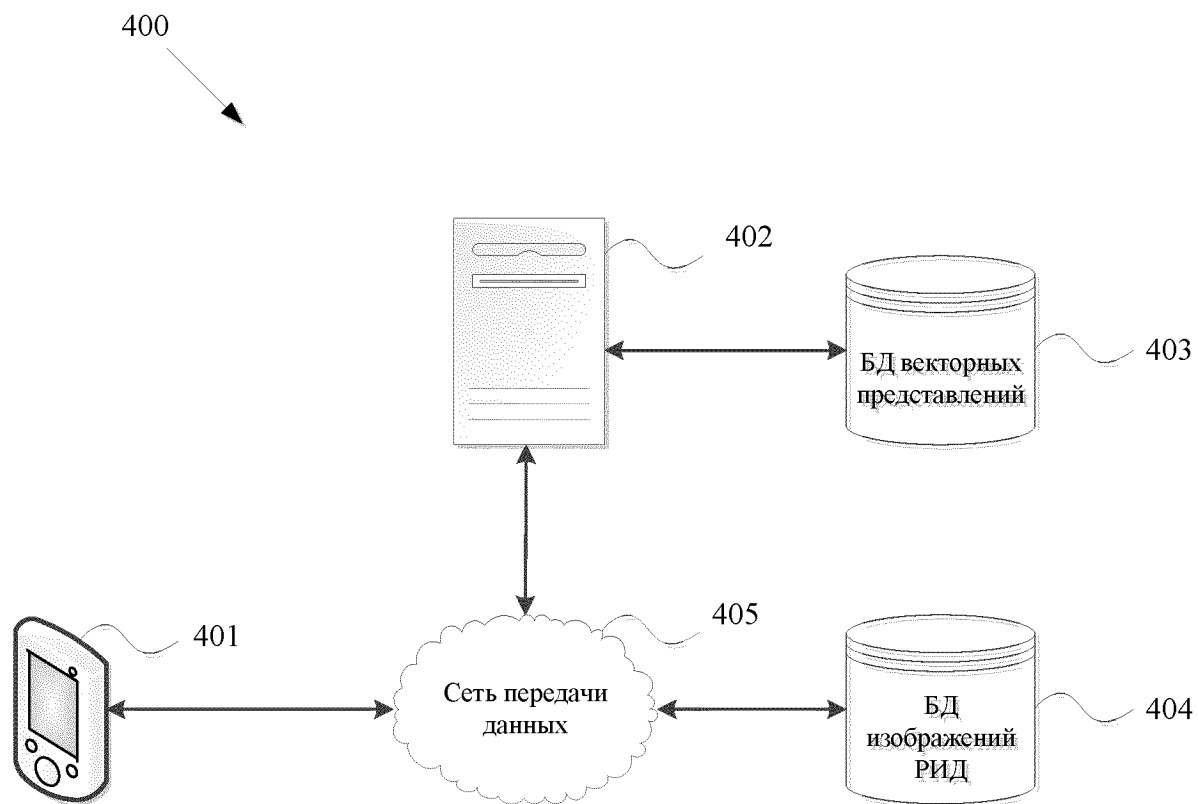 400
402
БД векторных
представлений
403
401
405
Сеть передачи
данных
БД
изображений
РИД
404